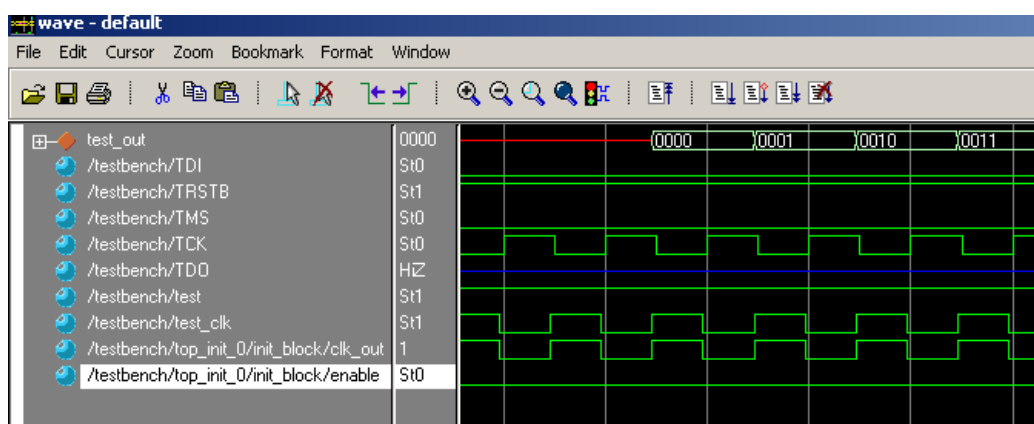 wave - default
File Edit Cursor Zoom Bookmark Format Window
test_out 0000 0000 0001 0010 0011
/testbench/TDI St0
/testbench/TRSTB St1
/testbench/TMS St0
/testbench/TCK St0
/testbench/TDO HiZ
/testbench/test St1
/testbench/test_clk St1
/testbench/top_init_0/init_block/clk_out 1
/testbench/top_init_0/init_block/enable St0